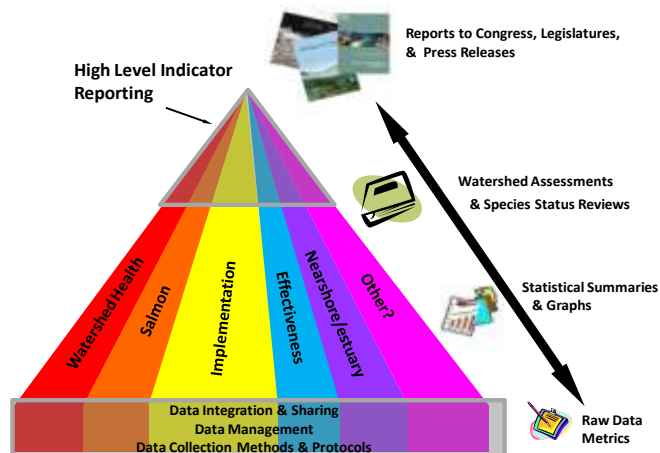 Reports to Congress, Legislatures,
& Press Releases
High Level Indicator
Reporting
Watershed Assessments
& Species Status Reviews
Statistical Summaries
& Graphs
Watershed Health
Salmon
Implementation
Effectiveness
Nearshore/estuary
Other?
Data Integration & Sharing
Data Management
Data Collection Methods & Protocols
Raw Data
Metrics